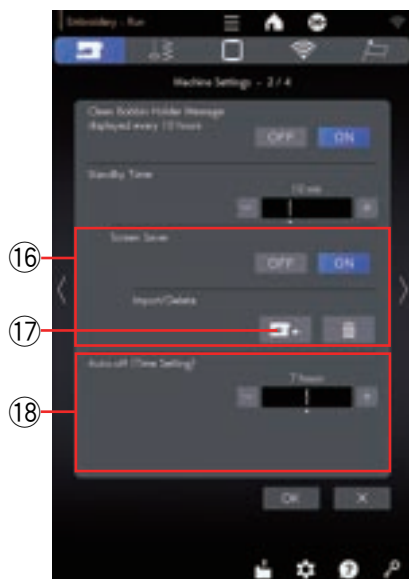 Embroidery - Run
Machine Settings - 2 / 4
Clean Bobbin Holder Message
displayed every 10 hours
OFF ON
Standby Time
10 min
− +
⑯
Screen Saver
OFF ON
Import/Delete
⑰
⑱
Auto off (Time Setting)
7 hours
− +
OK X